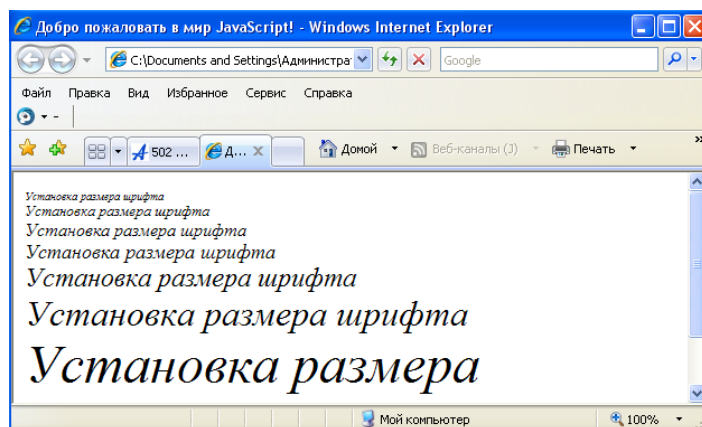 Добро пожаловать в мир JavaScript! - Windows Internet Explorer
C:\Documents and Settings\Администра
Google
Файл Правка Вид Избранное Сервис Справка
502 ... Д... Домой Веб-каналы (J) Печать »
Установка размера шрифта
Установка размера шрифта
Установка размера шрифта
Установка размера шрифта
Установка размера шрифта
Установка размера шрифта
Установка размера
Мой компьютер 100%